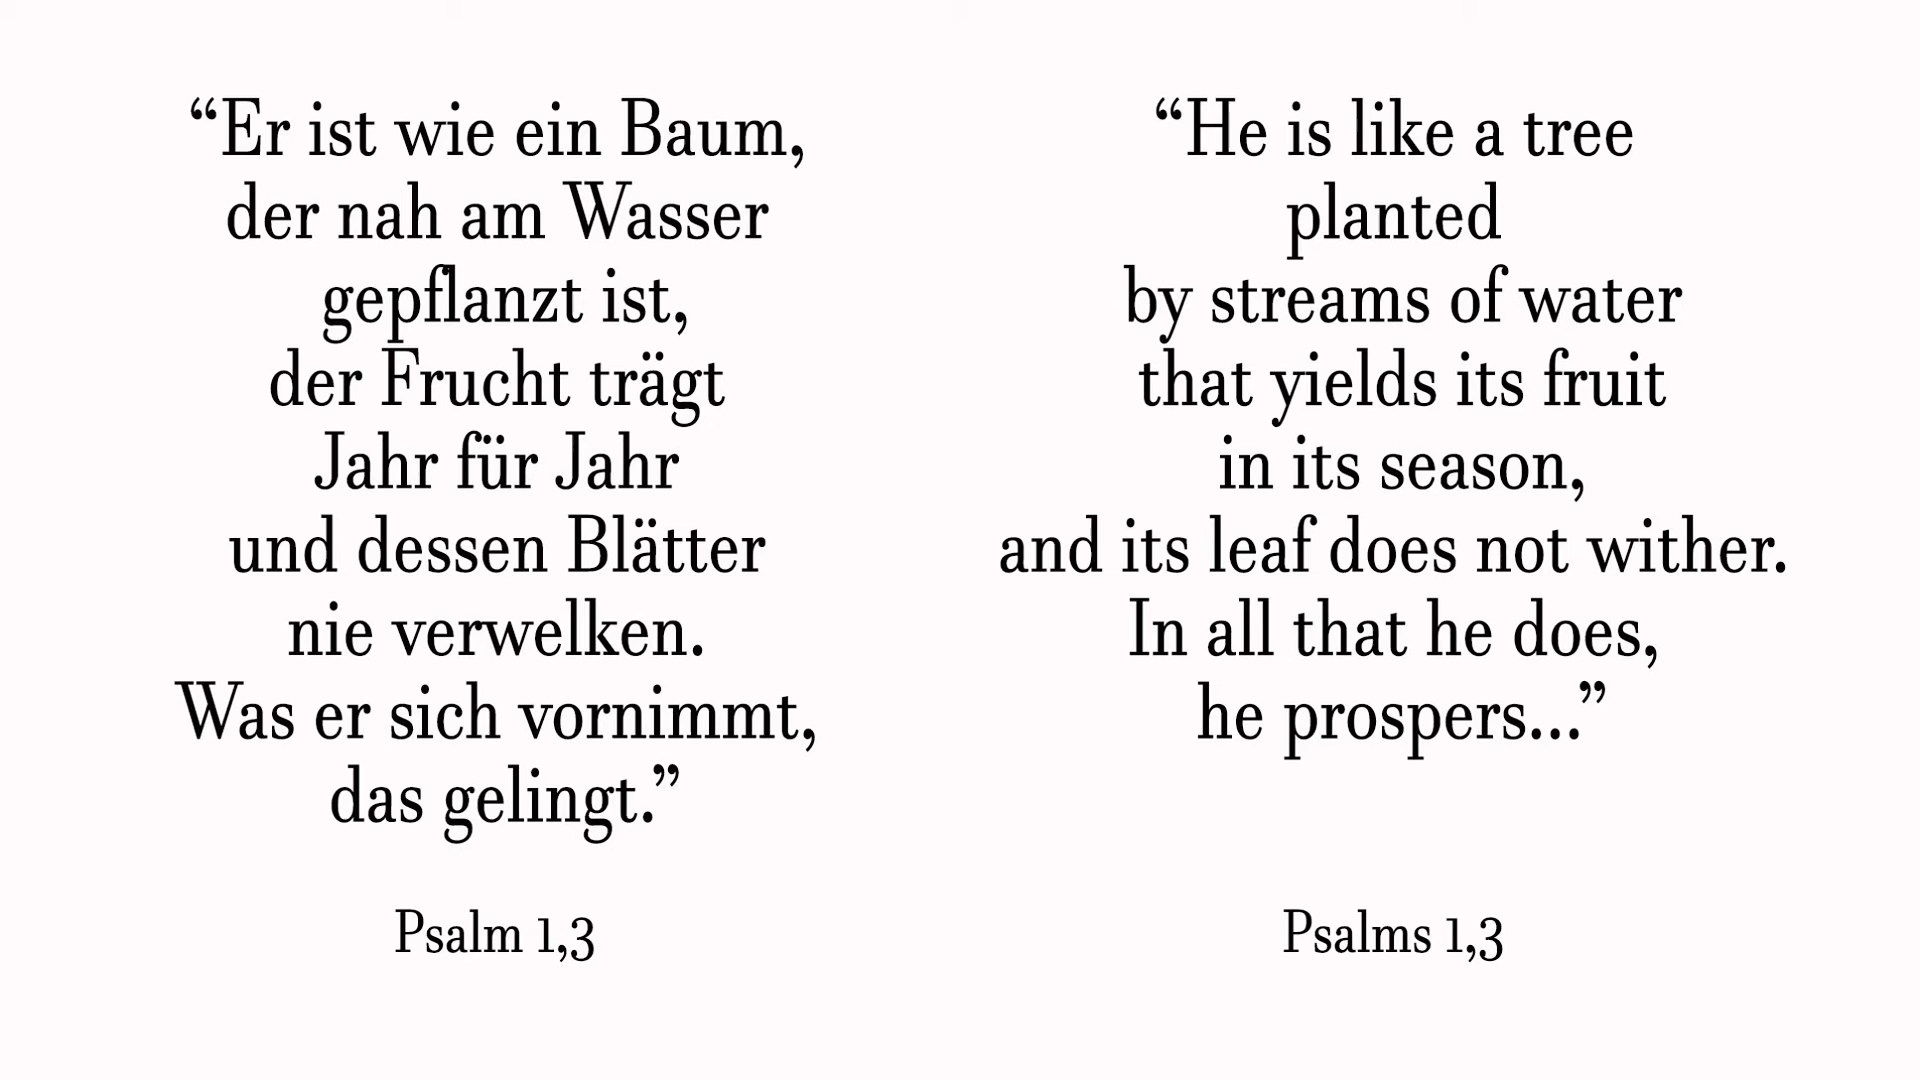 “Er ist wie ein Baum,
der nah am Wasser
gepflanzt ist,
der Frucht trägt
Jahr für Jahr
und dessen Blätter
nie verwelken.
Was er sich vornimmt,
das gelingt.”
Psalm 1,3
“He is like a tree
planted
by streams of water
that yields its fruit
in its season,
and its leaf does not wither.
In all that he does,
he prospers...”
Psalms 1,3